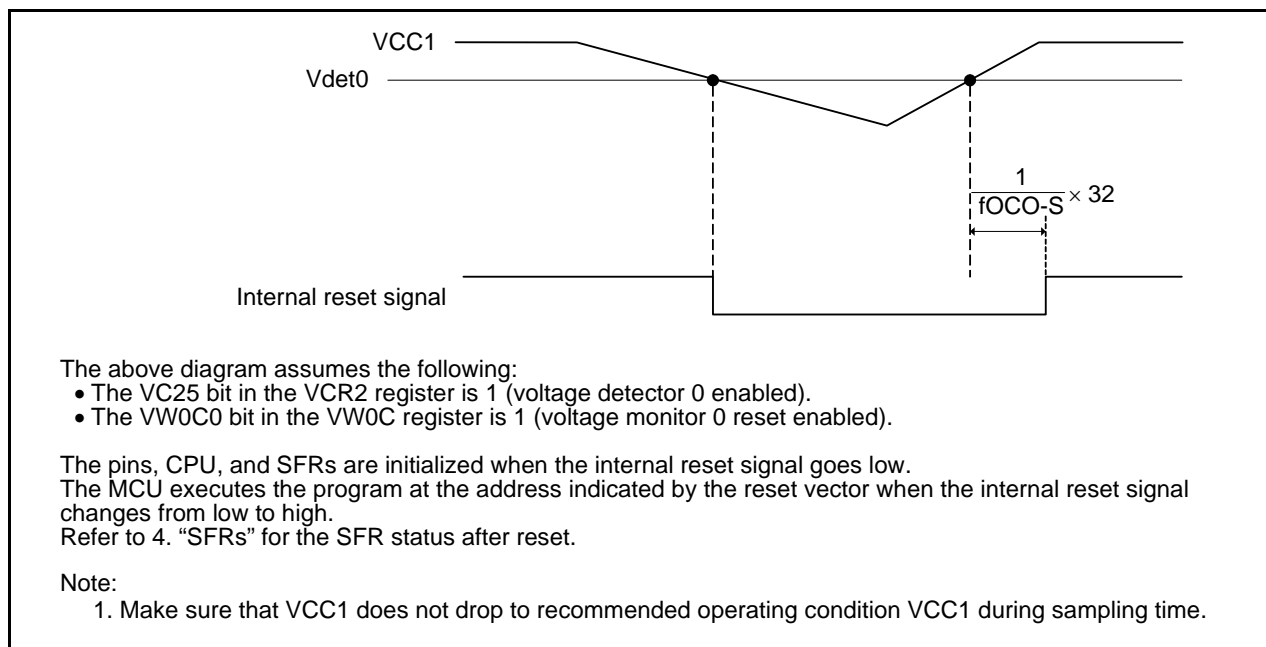 VCC1
Vdet0
1
fOCO-S × 32
Internal reset signal
The above diagram assumes the following:
• The VC25 bit in the VCR2 register is 1 (voltage detector 0 enabled).
• The VW0C0 bit in the VW0C register is 1 (voltage monitor 0 reset enabled).
The pins, CPU, and SFRs are initialized when the internal reset signal goes low.
The MCU executes the program at the address indicated by the reset vector when the internal reset signal
changes from low to high.
Refer to 4. “SFRs” for the SFR status after reset.
Note:
1. Make sure that VCC1 does not drop to recommended operating condition VCC1 during sampling time.